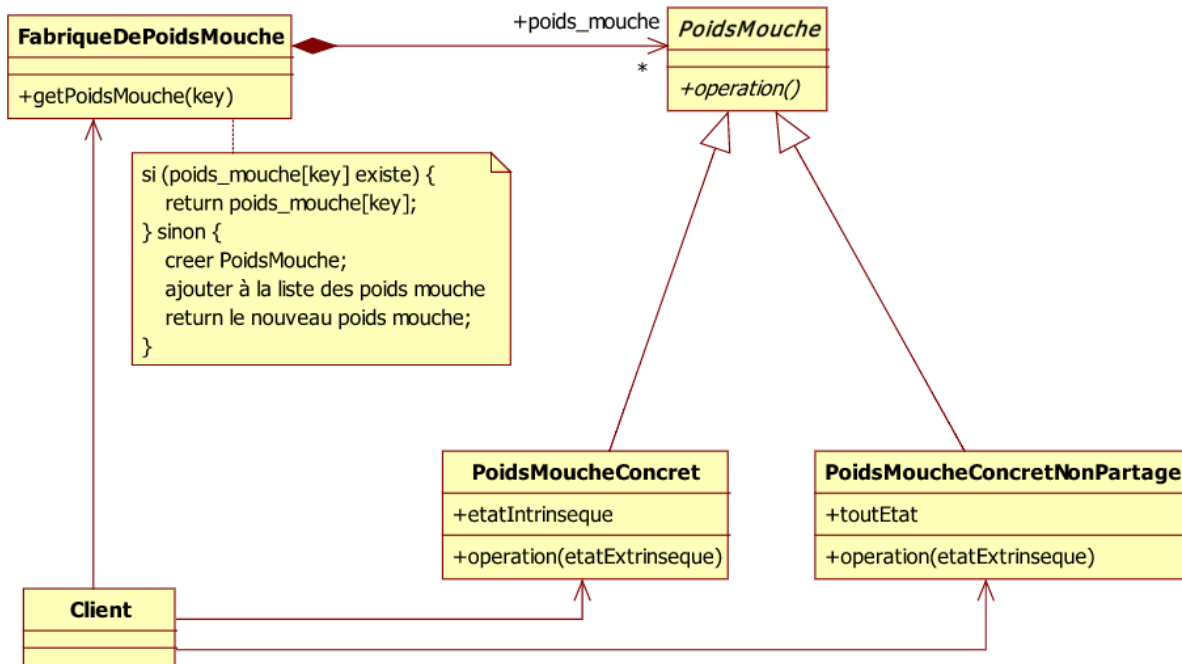 FabriqueDePoidsMouche
+getPoidsMouche(key)
+poids_mouche
*
PoidsMouche
+operation()
si (poids_mouche[key] existe) {
return poids_mouche[key];
} sinon {
creer PoidsMouche;
ajouter à la liste des poids mouche
return le nouveau poids mouche;
}
PoidsMoucheConcret
+etatIntrinseque
+operation(etatExtrinseque)
PoidsMoucheConcretNonPartage
+toutEtat
+operation(etatExtrinseque)
Client